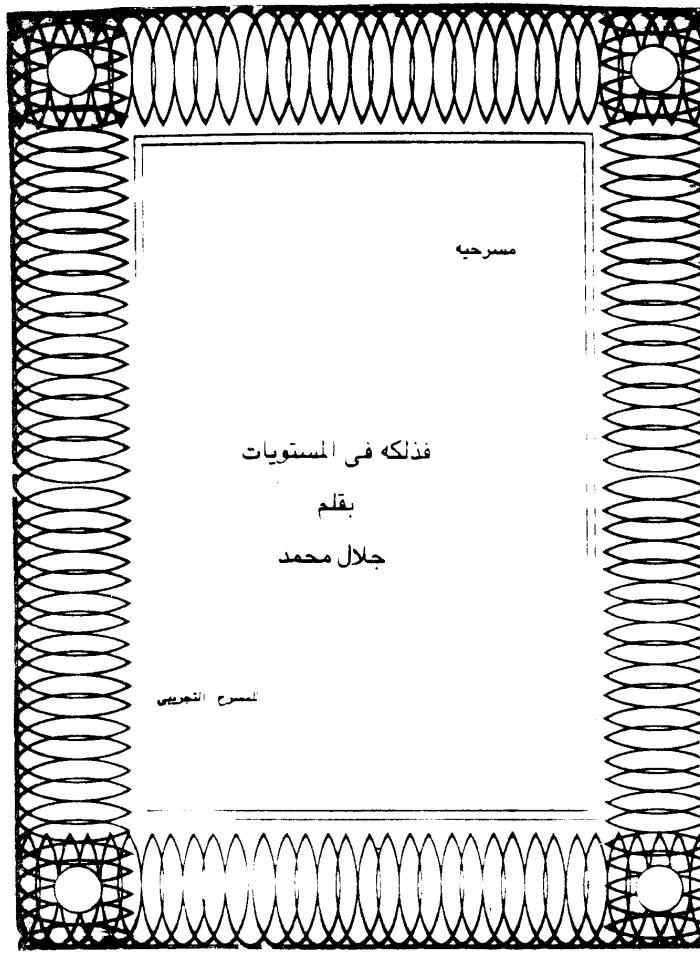 مسرحيه
فذلكه فى المستويات
بقلم
جلال محمد
للمسرح التجريبى